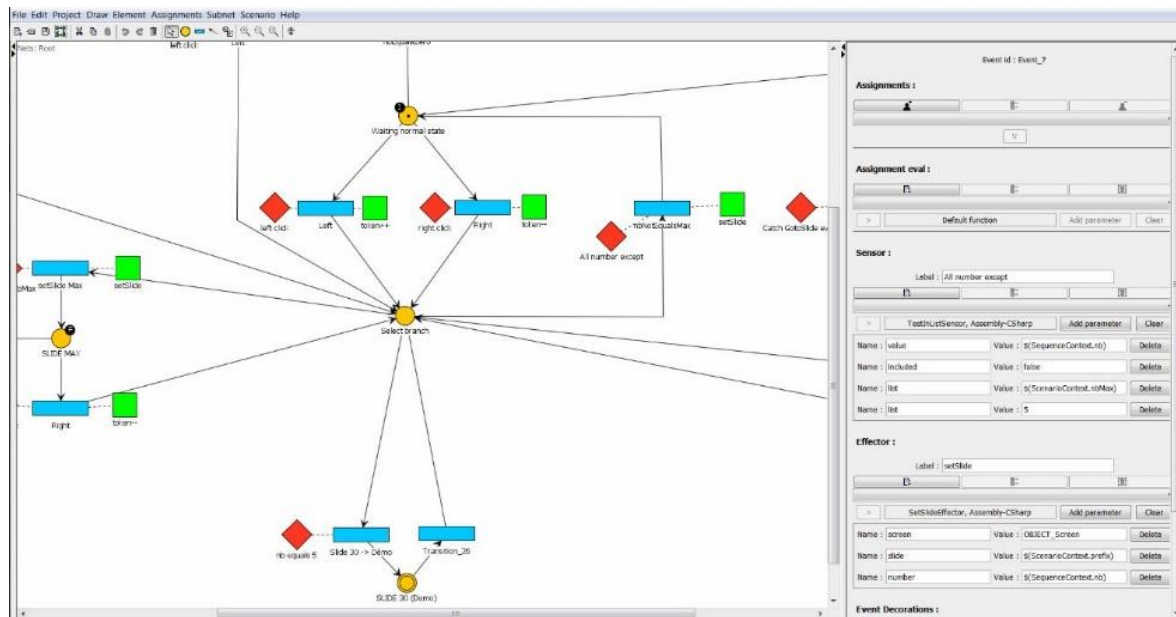 File Edit Project Draw Element Assignments Subnet Scenario Help
Nets: Root
left click
Left
Waiting normal state
left click
Left
token++
right click
Right
token--
nbNotEqualsMax
setSlide
All number except
Catch GotoSlide
setSlide Max
setSlide
SLIDE MAX
Select branch
Right
token--
nb equals 5
Slide 30 -> Démo
Transition_26
SLIDE 30 (Demo)
Event Id : Event_7
Assignments :
Assignment eval :
> Default function Add parameter Clear
Sensor :
Label : All number except
> TestInListSensor, Assembly-CSharp Add parameter Clear
Name : value Value : $(SequenceContext.nb) Delete
Name : included Value : false Delete
Name : list Value : $(ScenarioContext.nbMax) Delete
Name : list Value : 5 Delete
Effector :
Label : setSlide
> SetSlideEffector, Assembly-CSharp Add parameter Clear
Name : screen Value : OBJECT_Screen Delete
Name : slide Value : $(ScenarioContext.prefix) Delete
Name : number Value : $(SequenceContext.nb) Delete
Event Decorations :